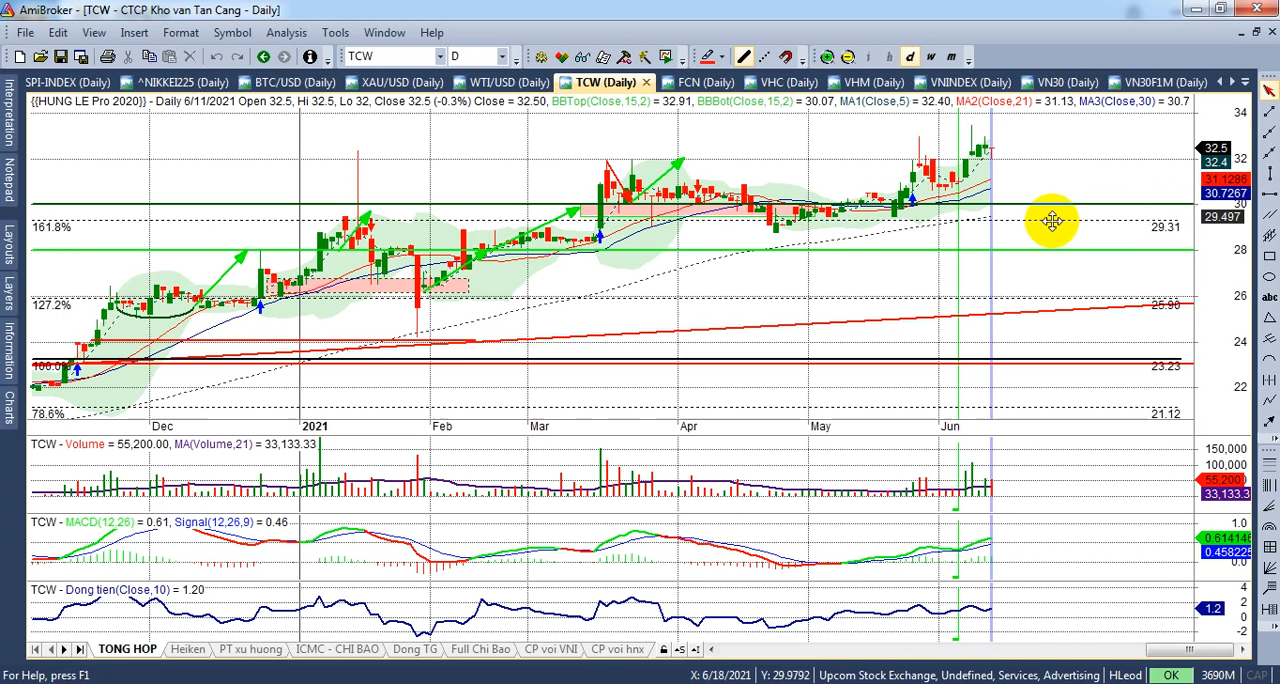 AmiBroker - [TCW - CTCP Kho van Tan Cang - Daily]
File Edit View Insert Format Symbol Analysis Tools Window Help
TCW D i h d w m
SPI-INDEX (Daily) ^NIKKEI225 (Daily) BTC/USD (Daily) XAU/USD (Daily) WTI/USD (Daily) TCW (Daily) FCN (Daily) VHC (Daily) VHM (Daily) VNINDEX (Daily) VN30 (Daily) VN30F1M (Daily)
{{HUNG LE Pro 2020}} - Daily 6/11/2021 Open 32.5, Hi 32.5, Lo 32, Close 32.5 (-0.3%) Close = 32.50, BBTop(Close,15,2) = 32.91, BBBot(Close,15,2) = 30.07, MA1(Close,5) = 32.40, MA2(Close,21) = 31.13, MA3(Close,30) = 30.7
Interpretation
Notepad
Layouts
Layers
Information
Charts
abc
34
32.5
32
32.4
31.1286
30.7267
30
29.497
28
26
24
22
161.8%
29.31
127.2%
25.90
100.0%
23.23
78.6%
21.12
Dec 2021 Feb Mar Apr May Jun
TCW - Volume = 55,200.00, MA(Volume,21) = 33,133.33
150,000
100,000
55,200
33,133.3
TCW - MACD(12,26) = 0.61, Signal(12,26,9) = 0.46
1.0
0.614146
0.458225
0.0
TCW - Dong tien(Close,10) = 1.20
4
2
1.2
0
-2
TONG HOP Heiken PT xu huong ICMC - CHI BAO Dong TG Full Chi Bao CP voi VNI CP voi hnx
For Help, press F1 X: 6/18/2021 Y: 29.9792 Upcom Stock Exchange, Undefined, Services, Advertising HLeod OK 3690M CAP